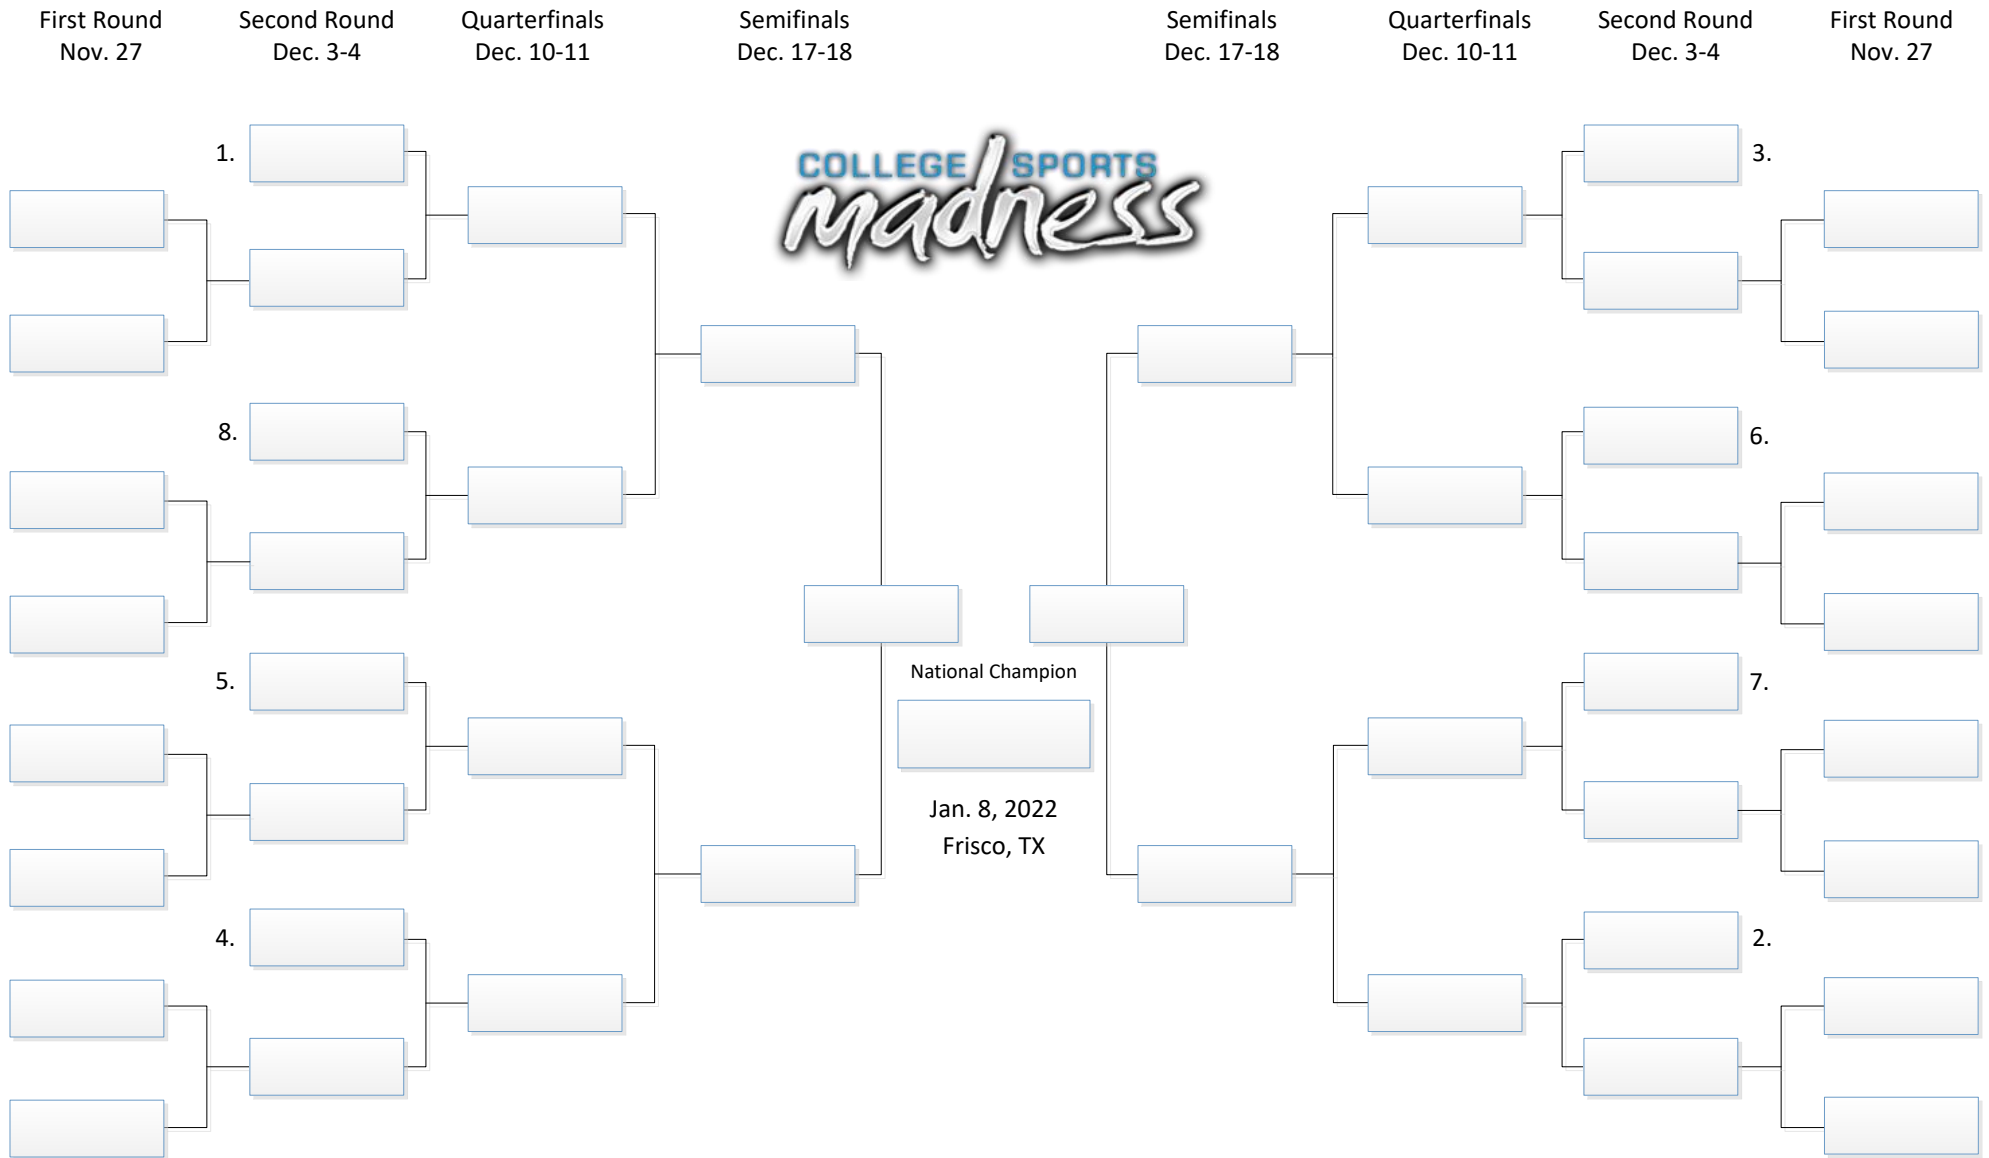 First Round
Nov. 27
Second Round
Dec. 3-4
Quarterfinals
Dec. 10-11
Semifinals
Dec. 17-18
Semifinals
Dec. 17-18
Quarterfinals
Dec. 10-11
Second Round
Dec. 3-4
First Round
Nov. 27
COLLEGE SPORTS
madness
1.
3.
8.
6.
5.
7.
4.
2.
National Champion
Jan. 8, 2022
Frisco, TX